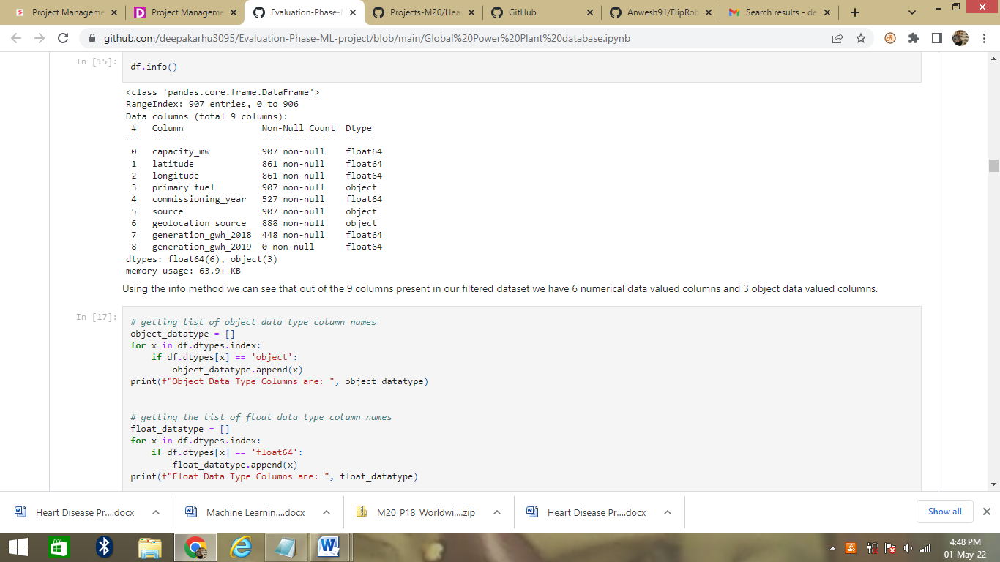 Project Manageme
Project Manageme
Evaluation-Phase-
Projects-M20/Hea
GitHub
Anwesh91/FlipRob
Search results - de
github.com/deepakarhu3095/Evaluation-Phase-ML-project/blob/main/Global%20Power%20Plant%20database.ipynb
In [15]:
df.info()
<class 'pandas.core.frame.DataFrame'>
RangeIndex: 907 entries, 0 to 906
Data columns (total 9 columns):
# Column Non-Null Count Dtype
--- ------ -------------- -----
0 capacity_mw 907 non-null float64
1 latitude 861 non-null float64
2 longitude 861 non-null float64
3 primary_fuel 907 non-null object
4 commissioning_year 527 non-null float64
5 source 907 non-null object
6 geolocation_source 888 non-null object
7 generation_gwh_2018 448 non-null float64
8 generation_gwh_2019 0 non-null float64
dtypes: float64(6), object(3)
memory usage: 63.9+ KB
Using the info method we can see that out of the 9 columns present in our filtered dataset we have 6 numerical data valued columns and 3 object data valued columns.
In [17]:
# getting list of object data type column names
object_datatype = []
for x in df.dtypes.index:
if df.dtypes[x] == 'object':
object_datatype.append(x)
print(f"Object Data Type Columns are: ", object_datatype)
# getting the list of float data type column names
float_datatype = []
for x in df.dtypes.index:
if df.dtypes[x] == 'float64':
float_datatype.append(x)
print(f"Float Data Type Columns are: ", float_datatype)
Heart Disease Pr....docx
Machine Learnin....docx
M20_P18_Worldwi....zip
Heart Disease Pr....docx
Show all
4:48 PM
01-May-22